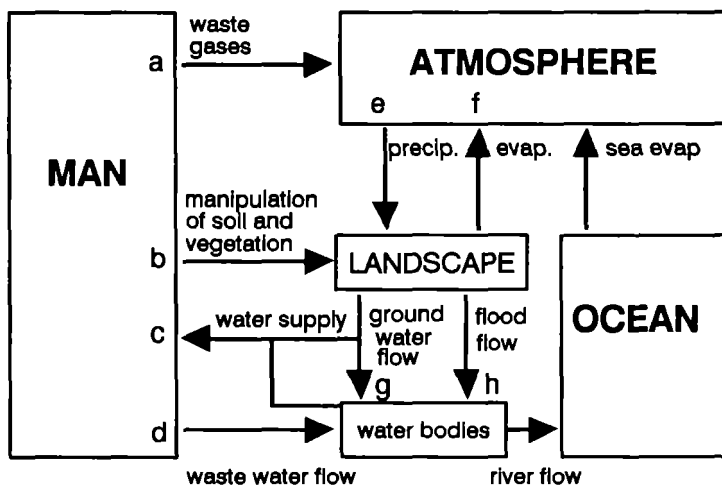 waste
gases
a
ATMOSPHERE
e
f
precip.
evap.
sea evap
MAN
manipulation
of soil and
vegetation
b
LANDSCAPE
OCEAN
water supply
c
ground
water
flow
flood
flow
g
h
d
water bodies
waste water flow
river flow